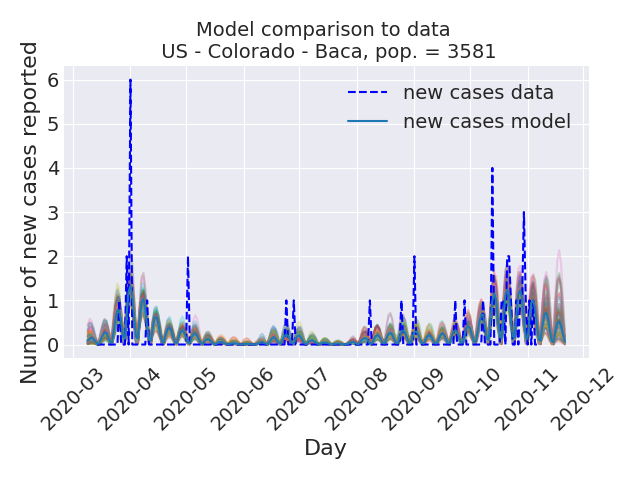 Model comparison to data
US - Colorado - Baca, pop. = 3581
Number of new cases reported
6
5
4
3
2
1
0
new cases data
new cases model
2020-03
2020-04
2020-05
2020-06
2020-07
2020-08
2020-09
2020-10
2020-11
2020-12
Day